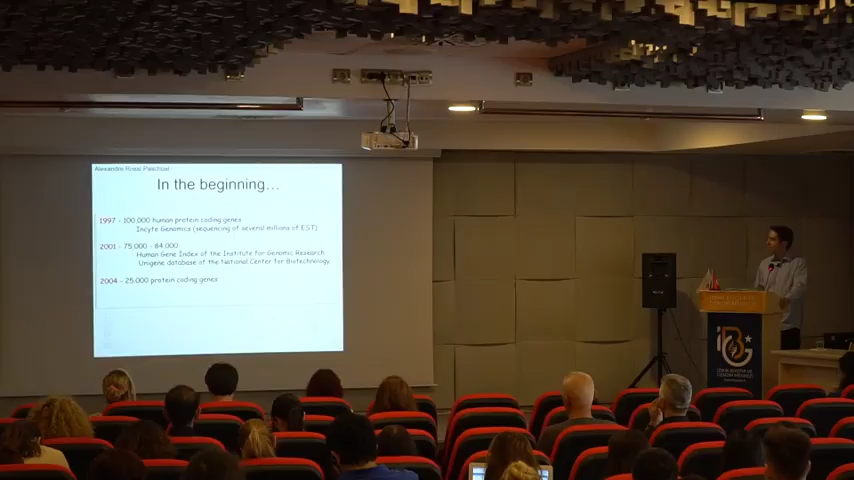 Alexandre Rossi Paschoal
In the beginning...
1997 - 100,000 human protein coding genes
Incyte Genomics (sequencing of several millions of EST)
2001 - 75,000 - 84,000
Human Gene Index of the Institute for Genomic Research
Unigene database of the National Center for Biotechnology
2004 - 25,000 protein coding genes
İBG